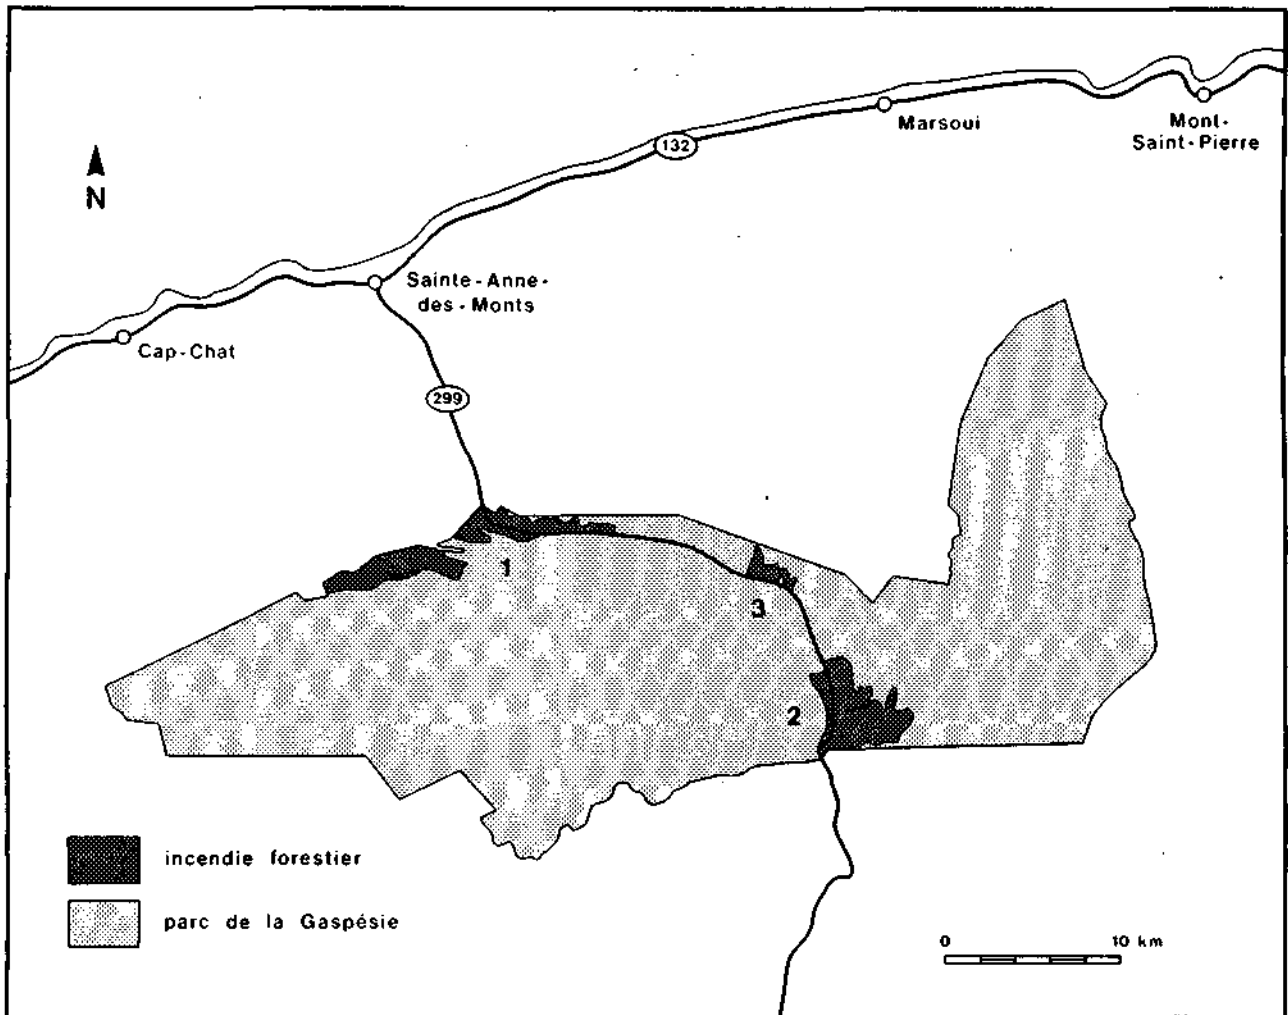 Marsoui
Mont-
Saint-Pierre
132
N
Sainte-Anne-
des-Monts
Cap-Chat
299
1
3
2
incendie forestier
parc de la Gaspésie
0 10 km